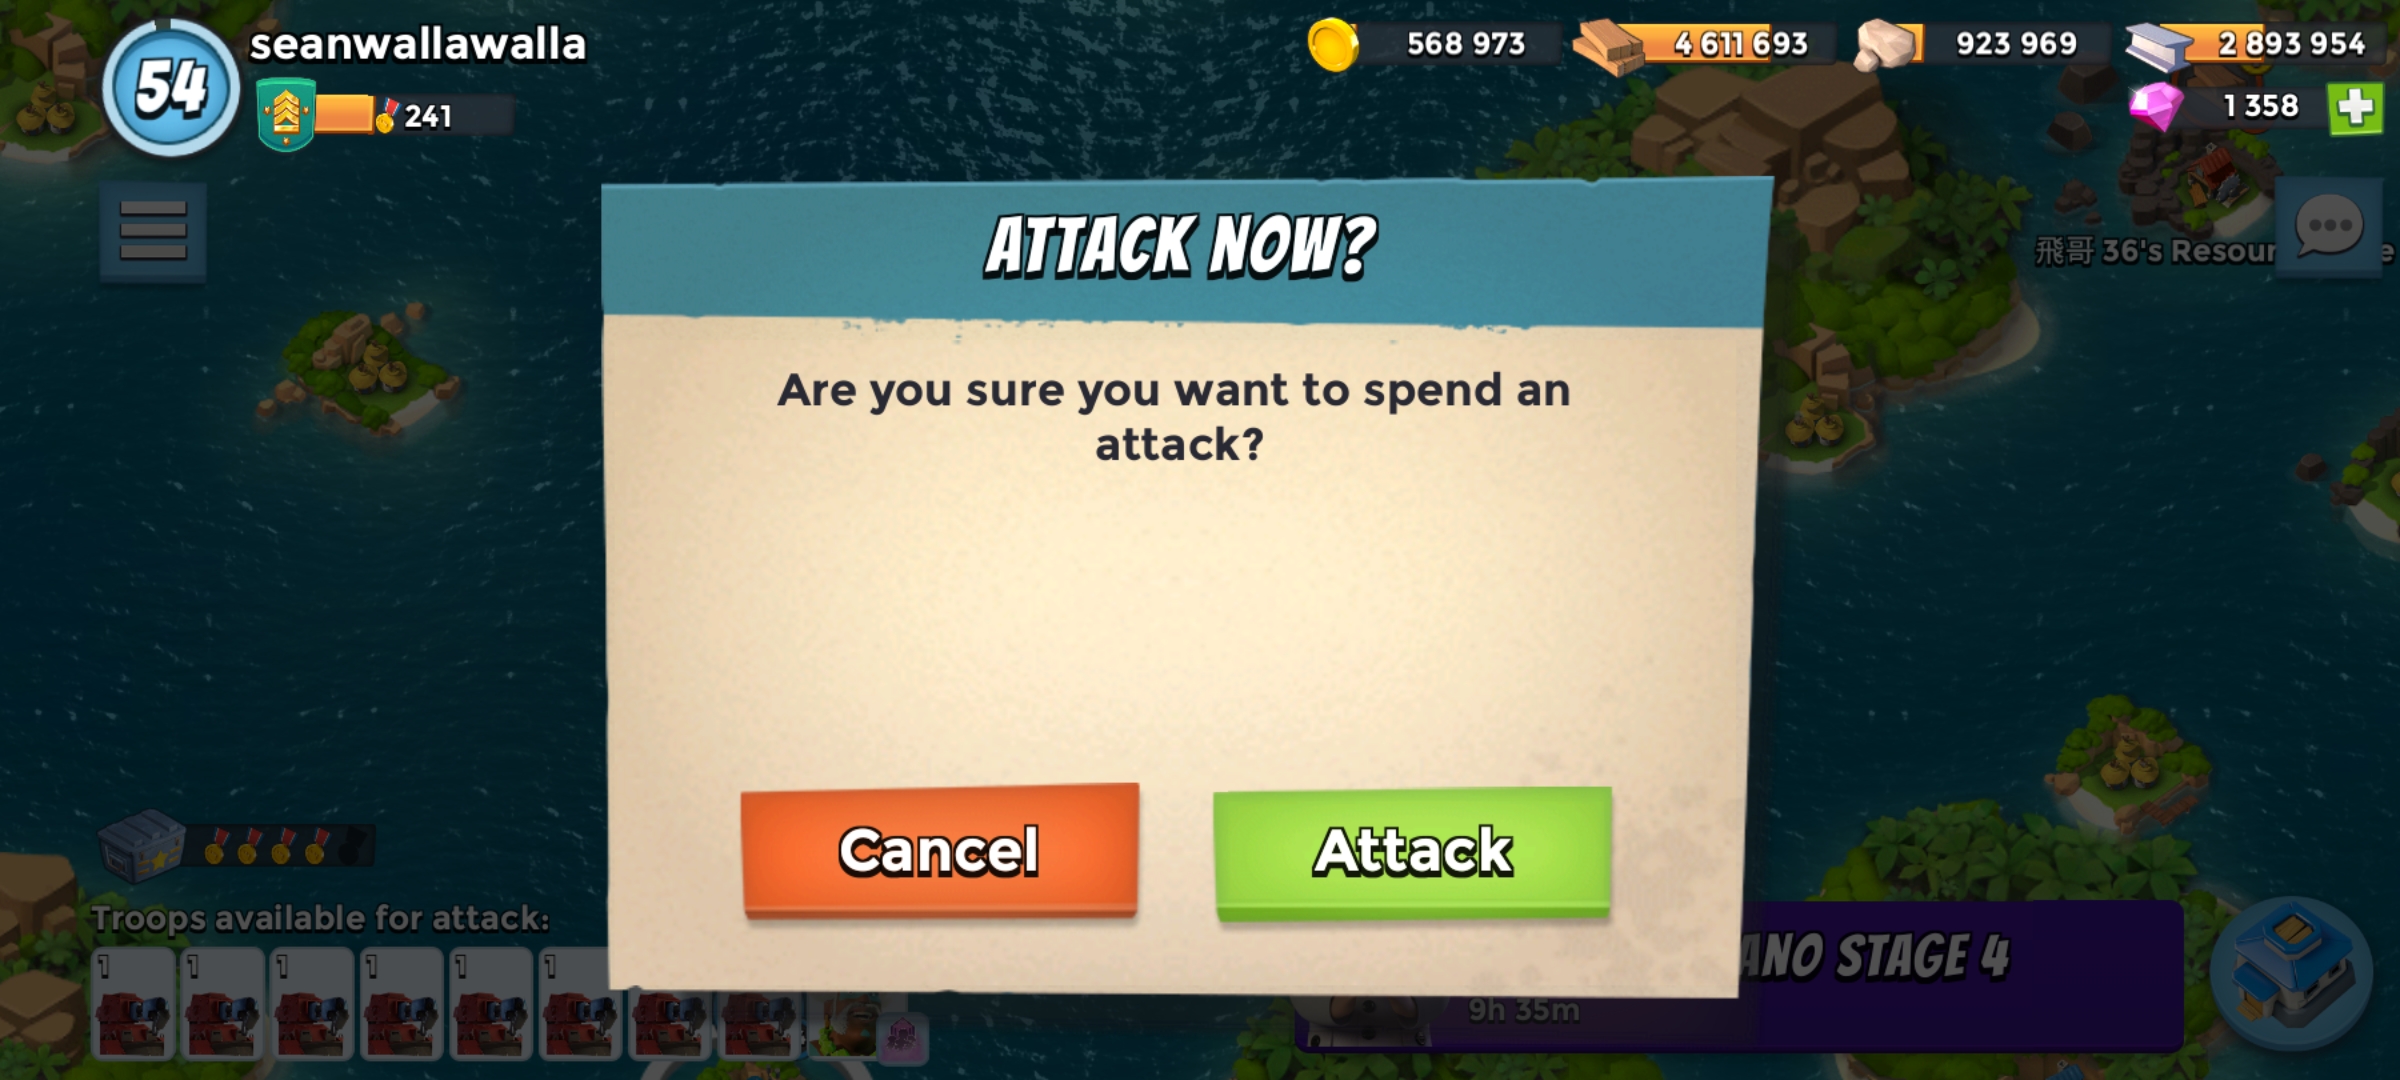 54
seanwallawalla
241
568 973
4 611 693
923 969
2 893 954
1 358
飛哥 36's Resour
ATTACK NOW?
Are you sure you want to spend an
attack?
Cancel
Attack
Troops available for attack:
1 1 1 1 1 1
ANO STAGE 4
9h 35m